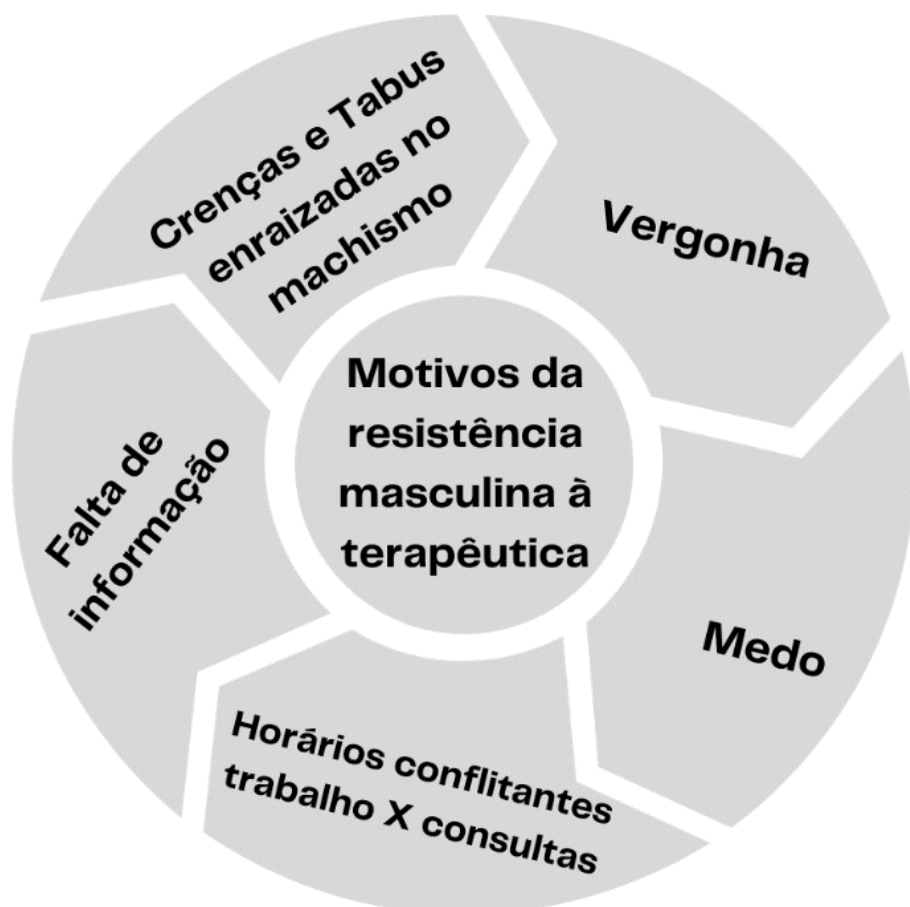 Crenças e Tabus
enraizadas no
machismo
Vergonha
Motivos da
resistência
masculina à
terapêutica
Falta de
informação
Medo
Horários conflitantes
trabalho X consultas